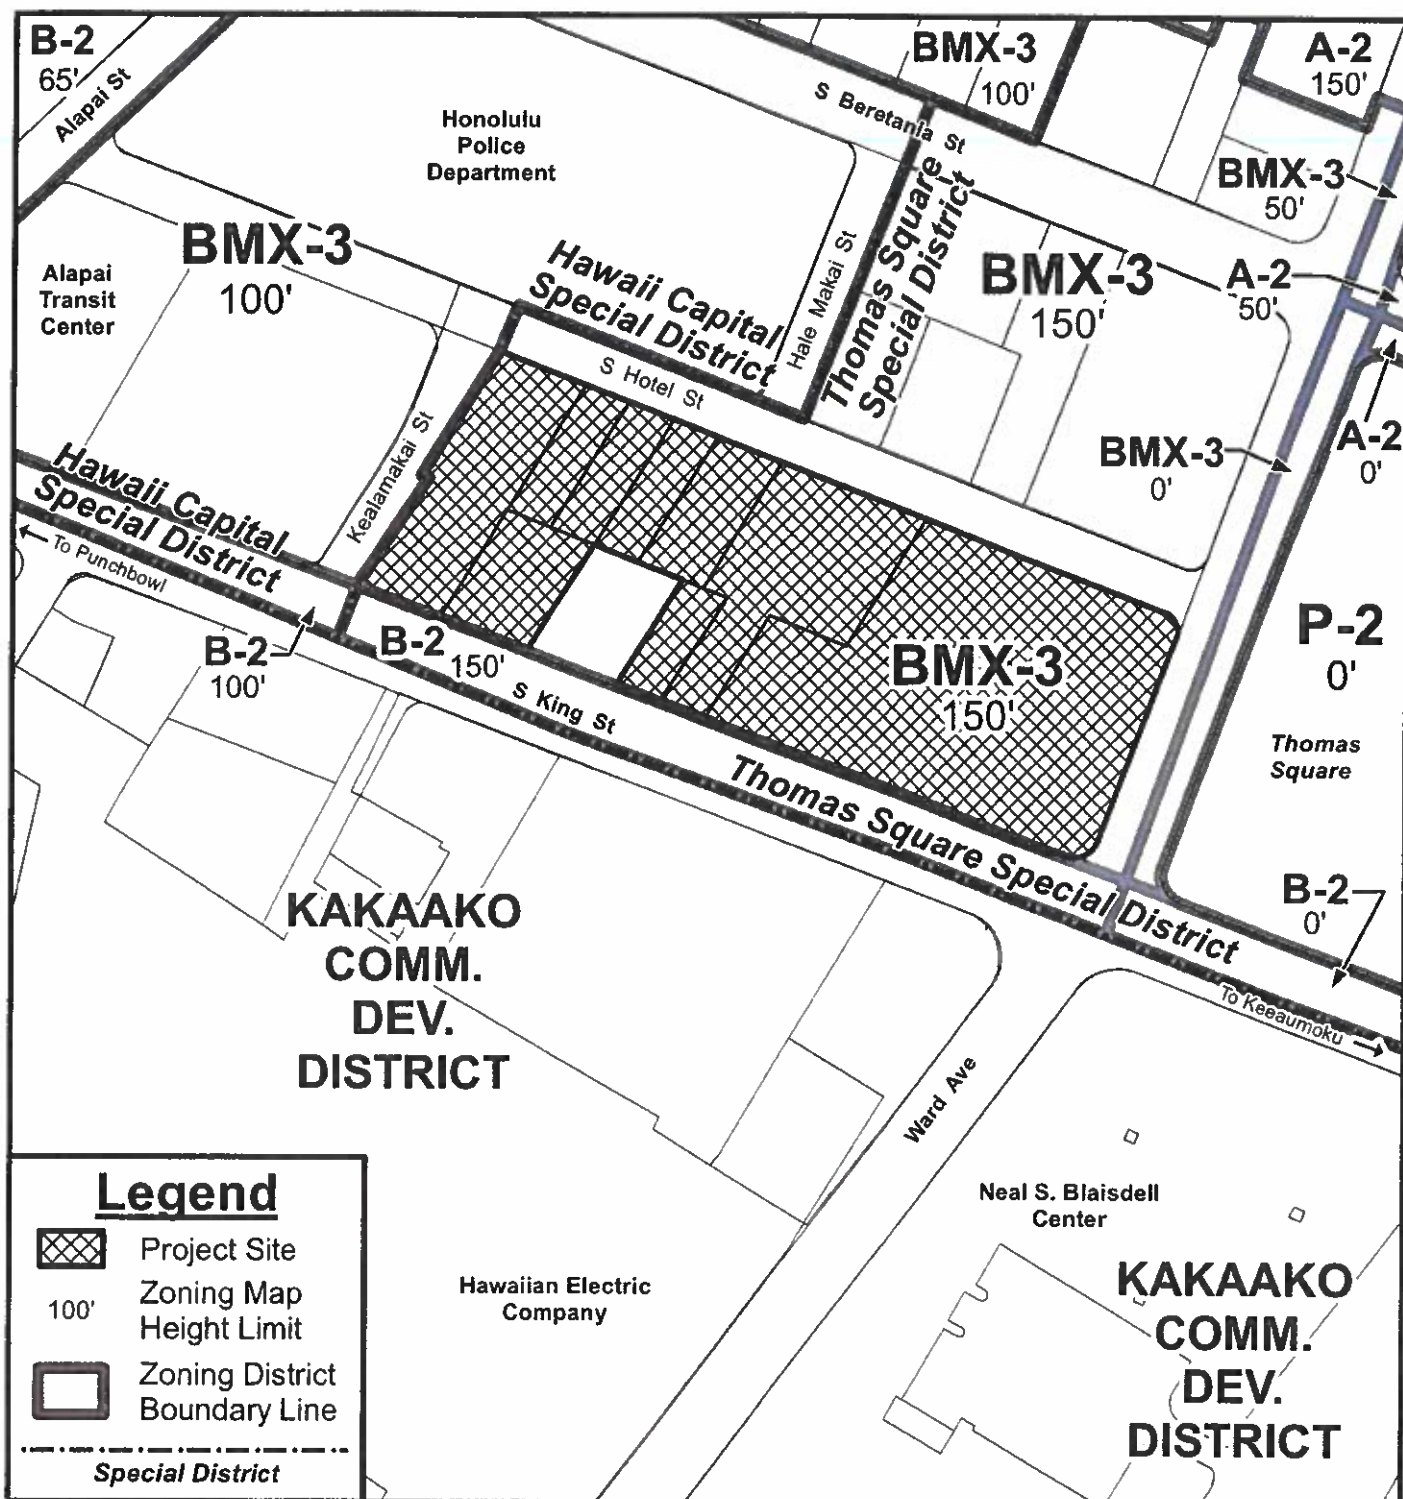 B-2
65'
Alapai St
Honolulu
Police
Department
BMX-3
100'
S Beretania St
A-2
150'
BMX-3
50'
BMX-3
100'
Alapai
Transit
Center
Hawaii Capital
Special District
Hale Makai St
Thomas Square
Special District
BMX-3
150'
A-2
50'
S Hotel St
Kealamakai St
BMX-3
0'
A-2
0'
Hawaii Capital
Special District
To Punchbowl
B-2
100'
B-2
150'
S King St
BMX-3
150'
P-2
0'
Thomas
Square
Thomas Square Special District
B-2
0'
To Keeaumoku
KAKAAKO
COMM.
DEV.
DISTRICT
Ward Ave
Neal S. Blaisdell
Center
Hawaiian Electric
Company
KAKAAKO
COMM.
DEV.
DISTRICT
Legend
Project Site
100'
Zoning Map
Height Limit
Zoning District
Boundary Line
Special District